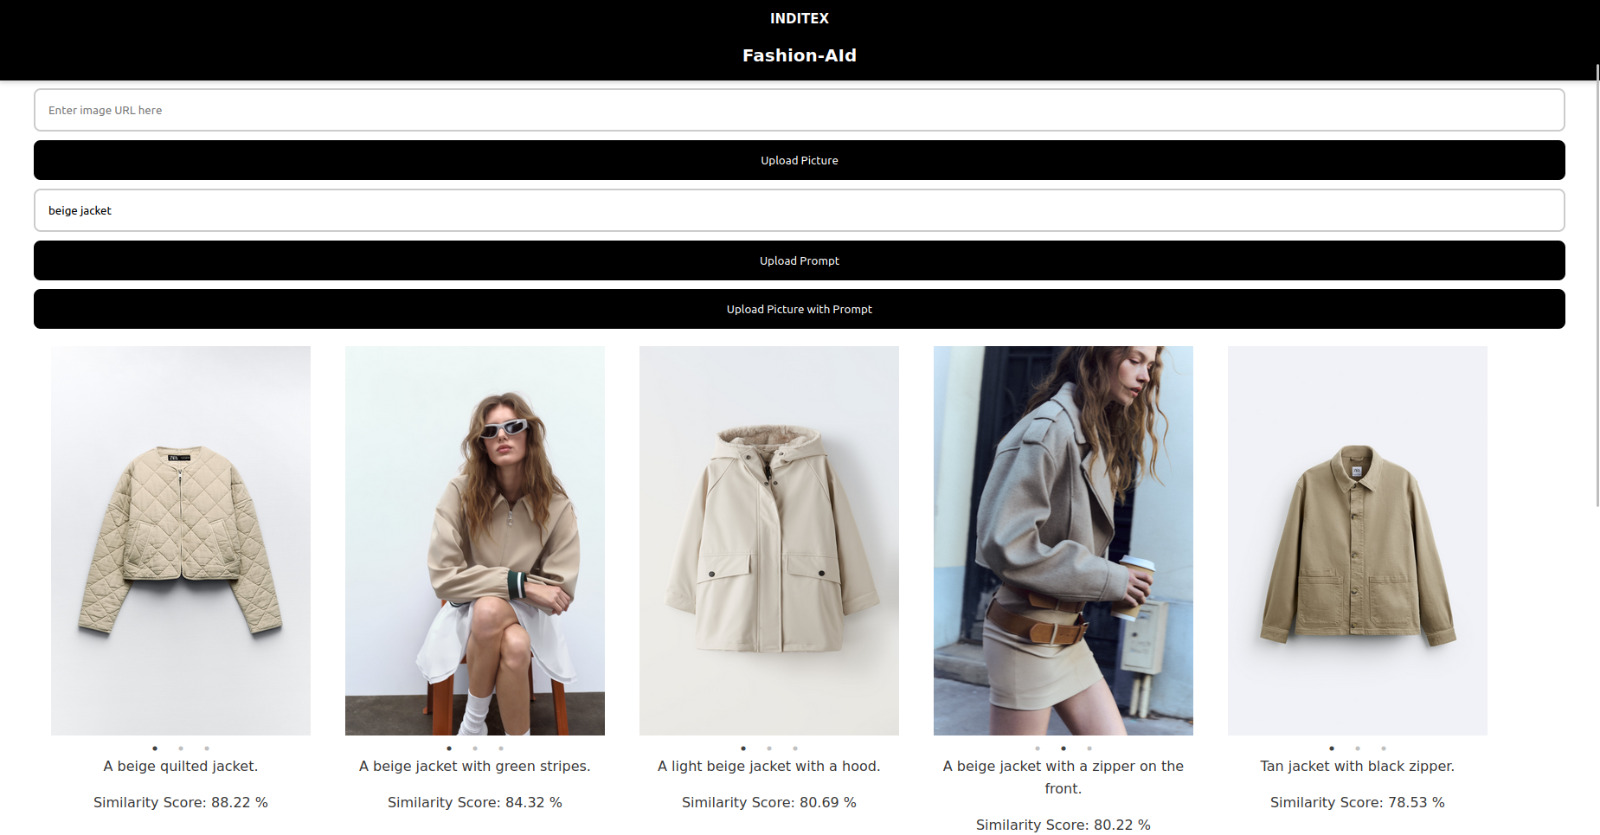 INDITEX
Fashion-AId
Enter image URL here
Upload Picture
beige jacket
Upload Prompt
Upload Picture with Prompt
A beige quilted jacket.
Similarity Score: 88.22 %
A beige jacket with green stripes.
Similarity Score: 84.32 %
A light beige jacket with a hood.
Similarity Score: 80.69 %
A beige jacket with a zipper on the
front.
Similarity Score: 80.22 %
Tan jacket with black zipper.
Similarity Score: 78.53 %